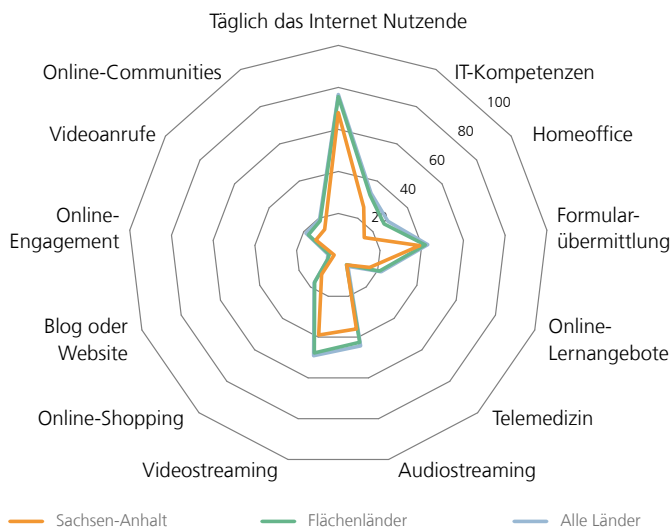 Täglich das Internet Nutzende
Online-Communities
IT-Kompetenzen
100
Videoanrufe
Homeoffice
80
60
40
20
Online-
Engagement
Formular-
übermittlung
Blog oder
Website
Online-
Lernangebote
Online-Shopping
Telemedizin
Videostreaming
Audiostreaming
Sachsen-Anhalt
Flächenländer
Alle Länder